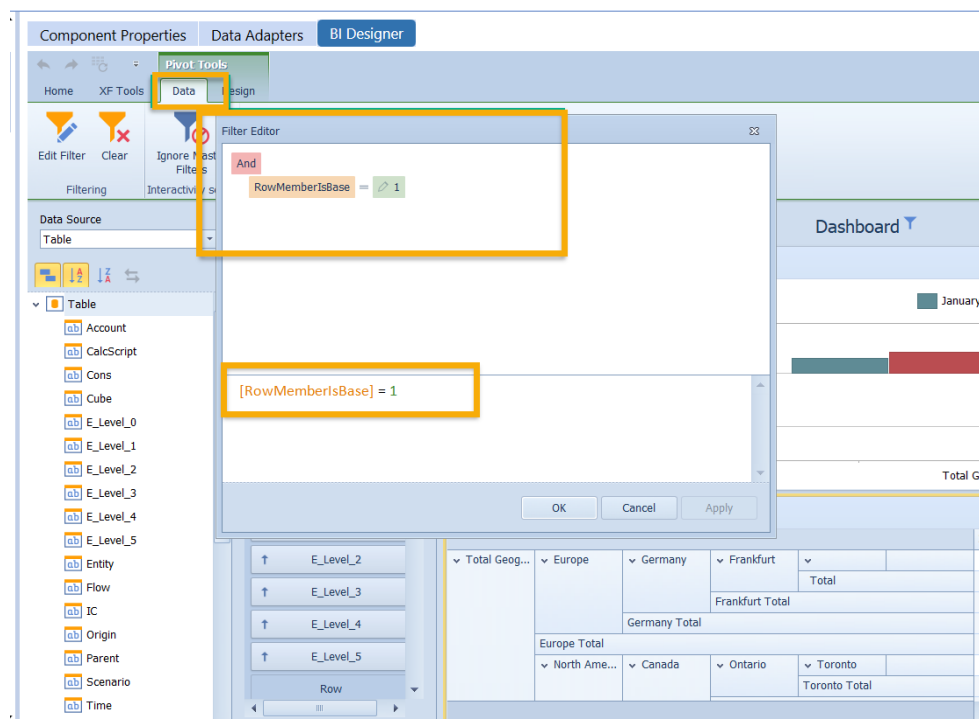 Component Properties Data Adapters BI Designer
Pivot Tools
Home XF Tools Data Design
Edit Filter Clear Ignore Mast
Filters
Filtering Interactivity s
Filter Editor
And
RowMemberIsBase = 1
[RowMemberIsBase] = 1
OK Cancel Apply
Data Source
Table
Dashboard
January
Table
Account
CalcScript
Cons
Cube
E_Level_0
E_Level_1
E_Level_2
E_Level_3
E_Level_4
E_Level_5
Entity
Flow
IC
Origin
Parent
Scenario
Time
Total G
E_Level_2
E_Level_3
E_Level_4
E_Level_5
Row
Total Geog... Europe Germany Frankfurt
Total
Frankfurt Total
Germany Total
Europe Total
North Ame... Canada Ontario Toronto
Toronto Total